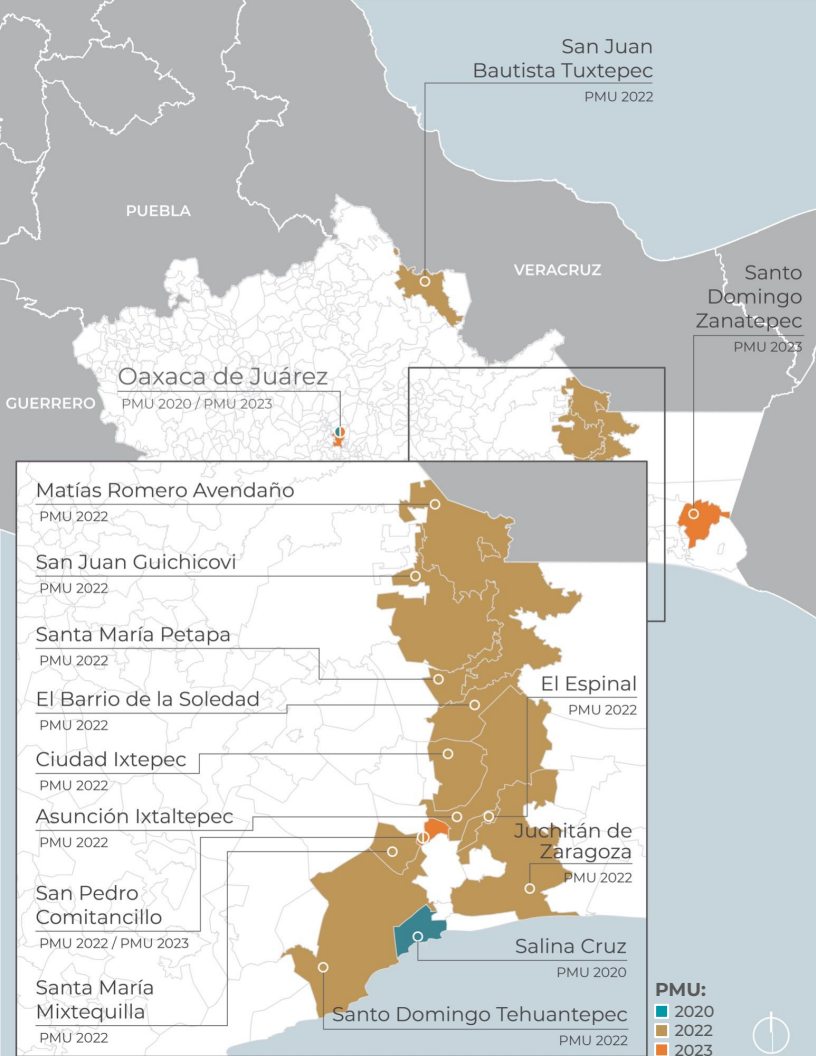 San Juan
Bautista Tuxtepec
PMU 2022
PUEBLA
VERACRUZ
Santo
Domingo
Zanatepec
PMU 2023
Oaxaca de Juárez
PMU 2020 / PMU 2023
GUERRERO
Matías Romero Avendaño
PMU 2022
San Juan Guichicovi
PMU 2022
Santa María Petapa
PMU 2022
El Espinal
PMU 2022
El Barrio de la Soledad
PMU 2022
Ciudad Ixtepec
PMU 2022
Asunción Ixtaltepec
PMU 2022
Juchitán de
Zaragoza
PMU 2022
San Pedro
Comitancillo
PMU 2022 / PMU 2023
Salina Cruz
PMU 2020
Santa María
Mixtequilla
PMU 2022
Santo Domingo Tehuantepec
PMU 2022
PMU:
2020
2022
2023